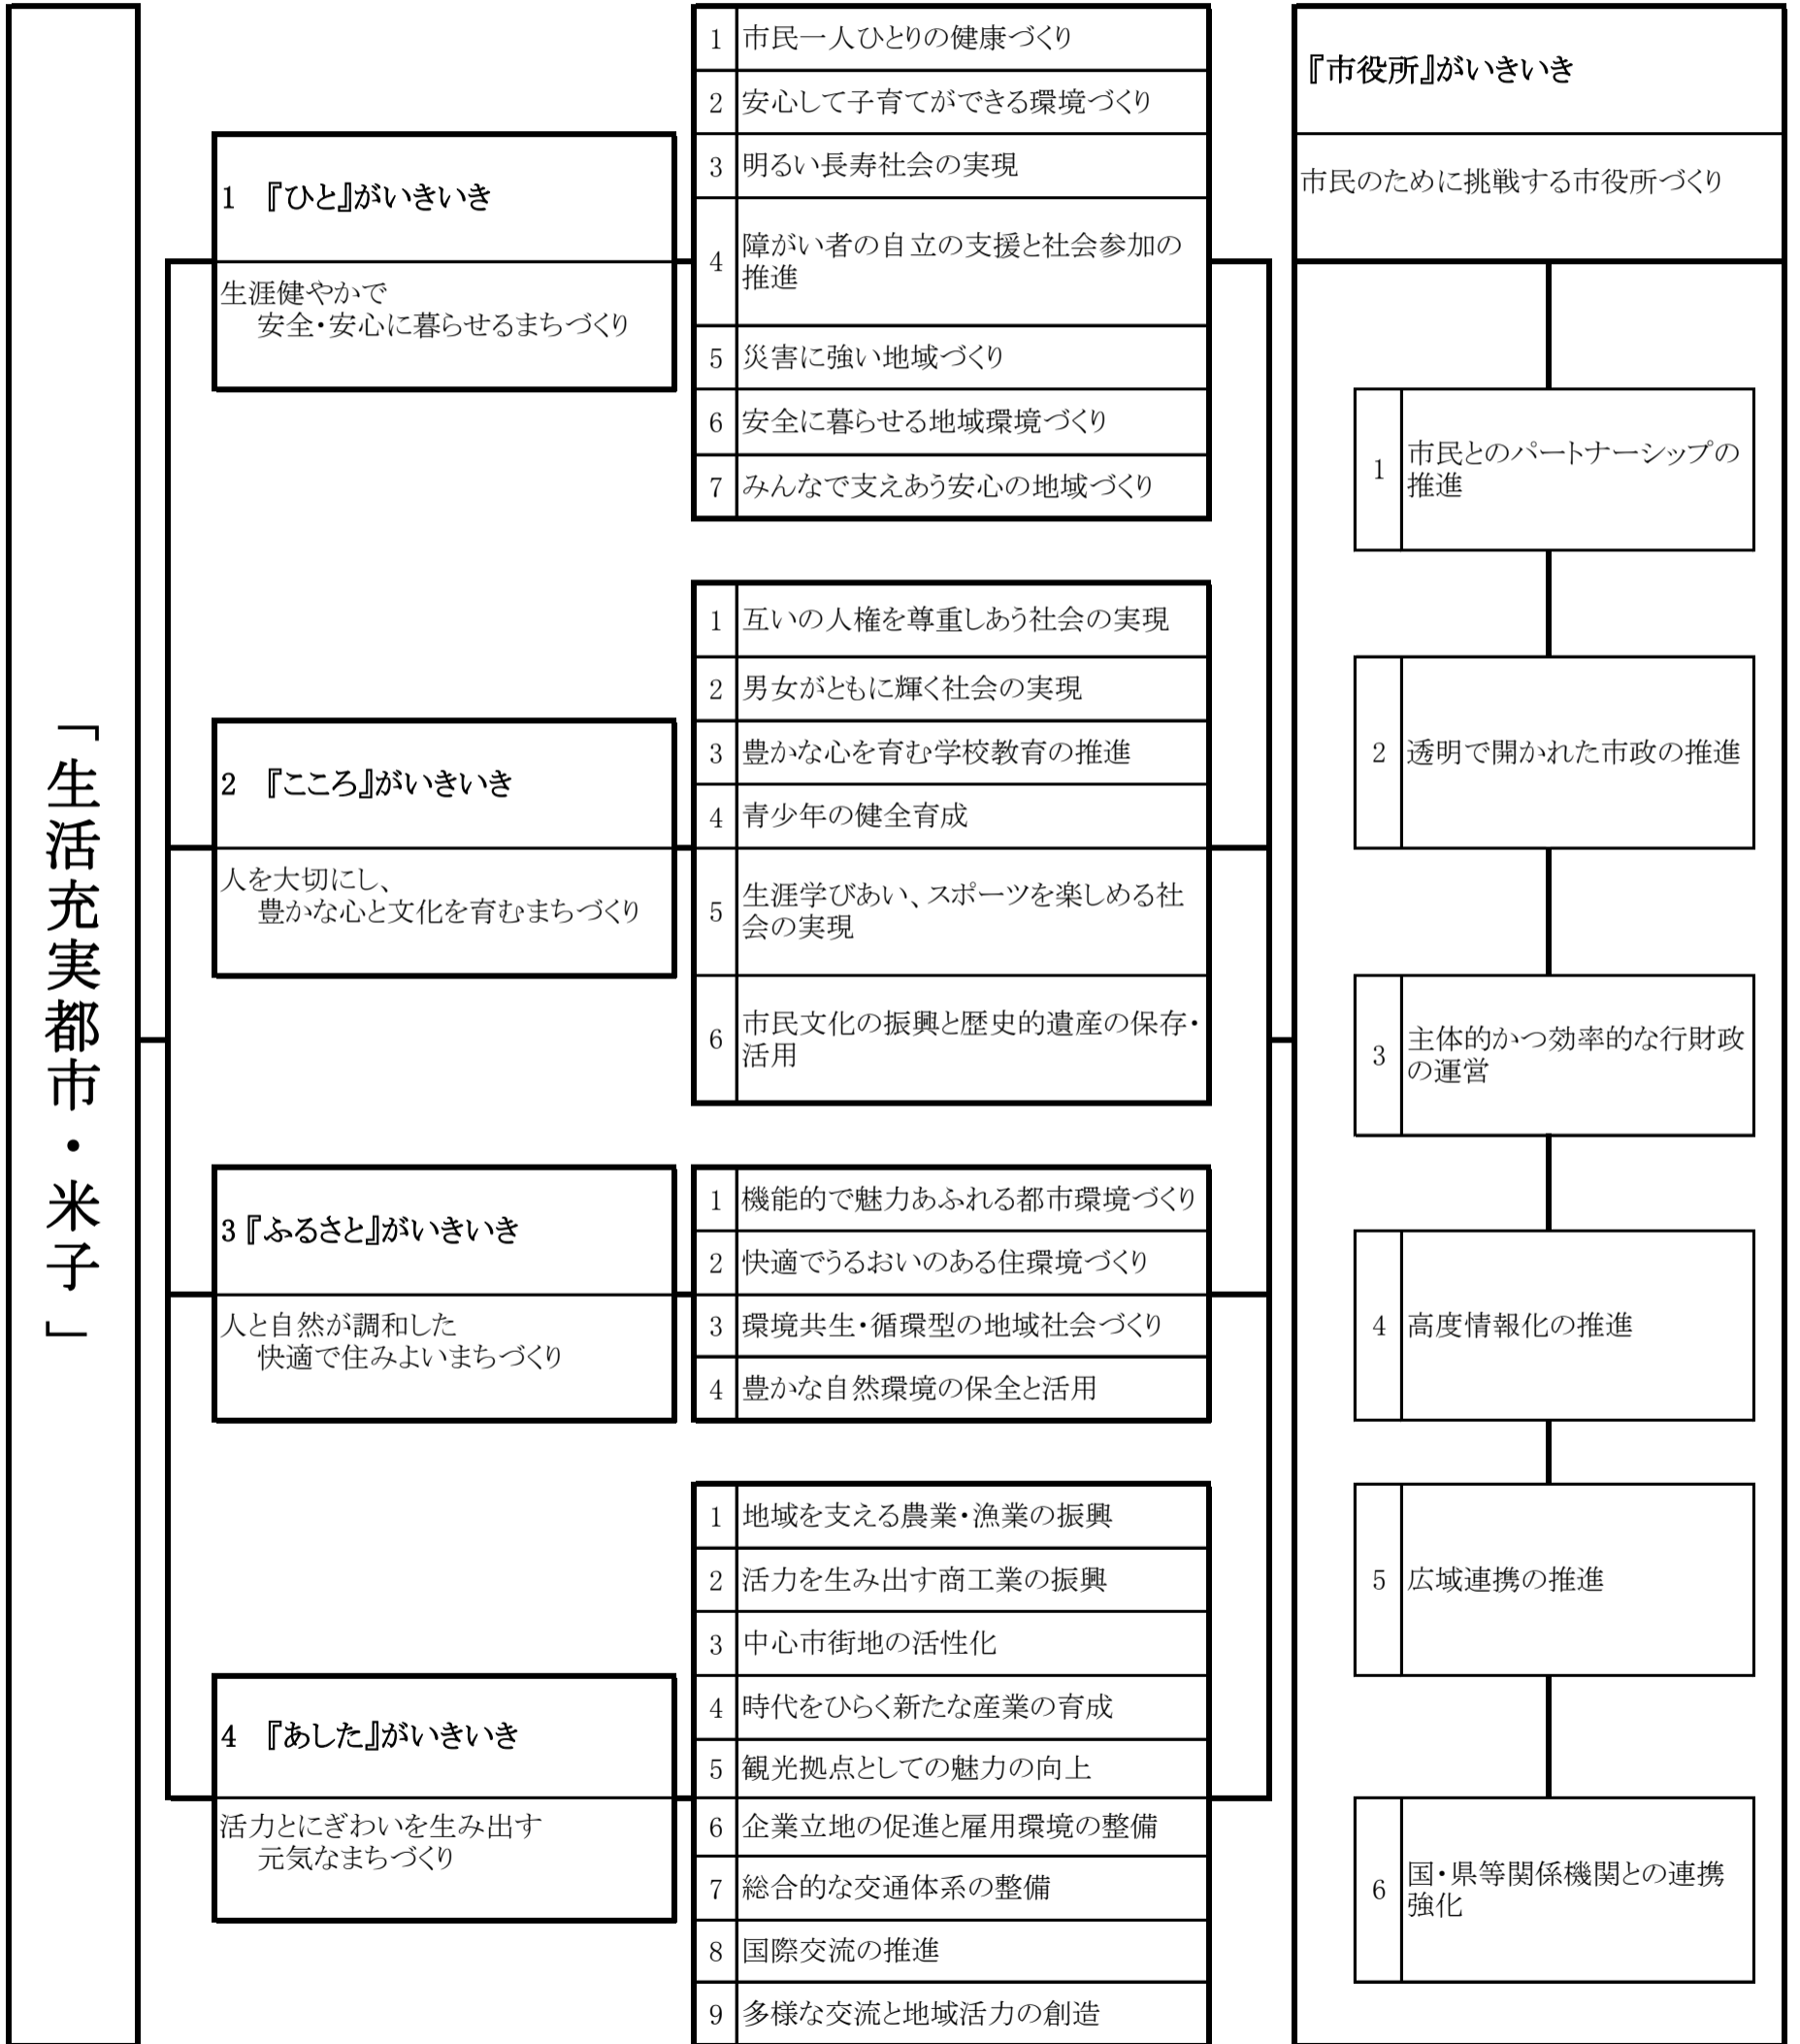 「生活充実都市・米子」
1 『ひと』がいきいき
生涯健やかで
安全・安心に暮らせるまちづくり
1 市民一人ひとりの健康づくり
2 安心して子育てができる環境づくり
3 明るい長寿社会の実現
4 障がい者の自立の支援と社会参加の
推進
5 災害に強い地域づくり
6 安全に暮らせる地域環境づくり
7 みんなで支えあう安心の地域づくり
2 『こころ』がいきいき
人を大切にし、
豊かな心と文化を育むまちづくり
1 互いの人権を尊重しあう社会の実現
2 男女がともに輝く社会の実現
3 豊かな心を育む学校教育の推進
4 青少年の健全育成
5 生涯学びあい、スポーツを楽しめる社
会の実現
6 市民文化の振興と歴史的遺産の保存・
活用
3『ふるさと』がいきいき
人と自然が調和した
快適で住みよいまちづくり
1 機能的で魅力あふれる都市環境づくり
2 快適でうるおいのある住環境づくり
3 環境共生・循環型の地域社会づくり
4 豊かな自然環境の保全と活用
4 『あした』がいきいき
活力とにぎわいを生み出す
元気なまちづくり
1 地域を支える農業・漁業の振興
2 活力を生み出す商工業の振興
3 中心市街地の活性化
4 時代をひらく新たな産業の育成
5 観光拠点としての魅力の向上
6 企業立地の促進と雇用環境の整備
7 総合的な交通体系の整備
8 国際交流の推進
9 多様な交流と地域活力の創造
『市役所』がいきいき
市民のために挑戦する市役所づくり
1 市民とのパートナーシップの
推進
2 透明で開かれた市政の推進
3 主体的かつ効率的な行財政
の運営
4 高度情報化の推進
5 広域連携の推進
6 国・県等関係機関との連携
強化